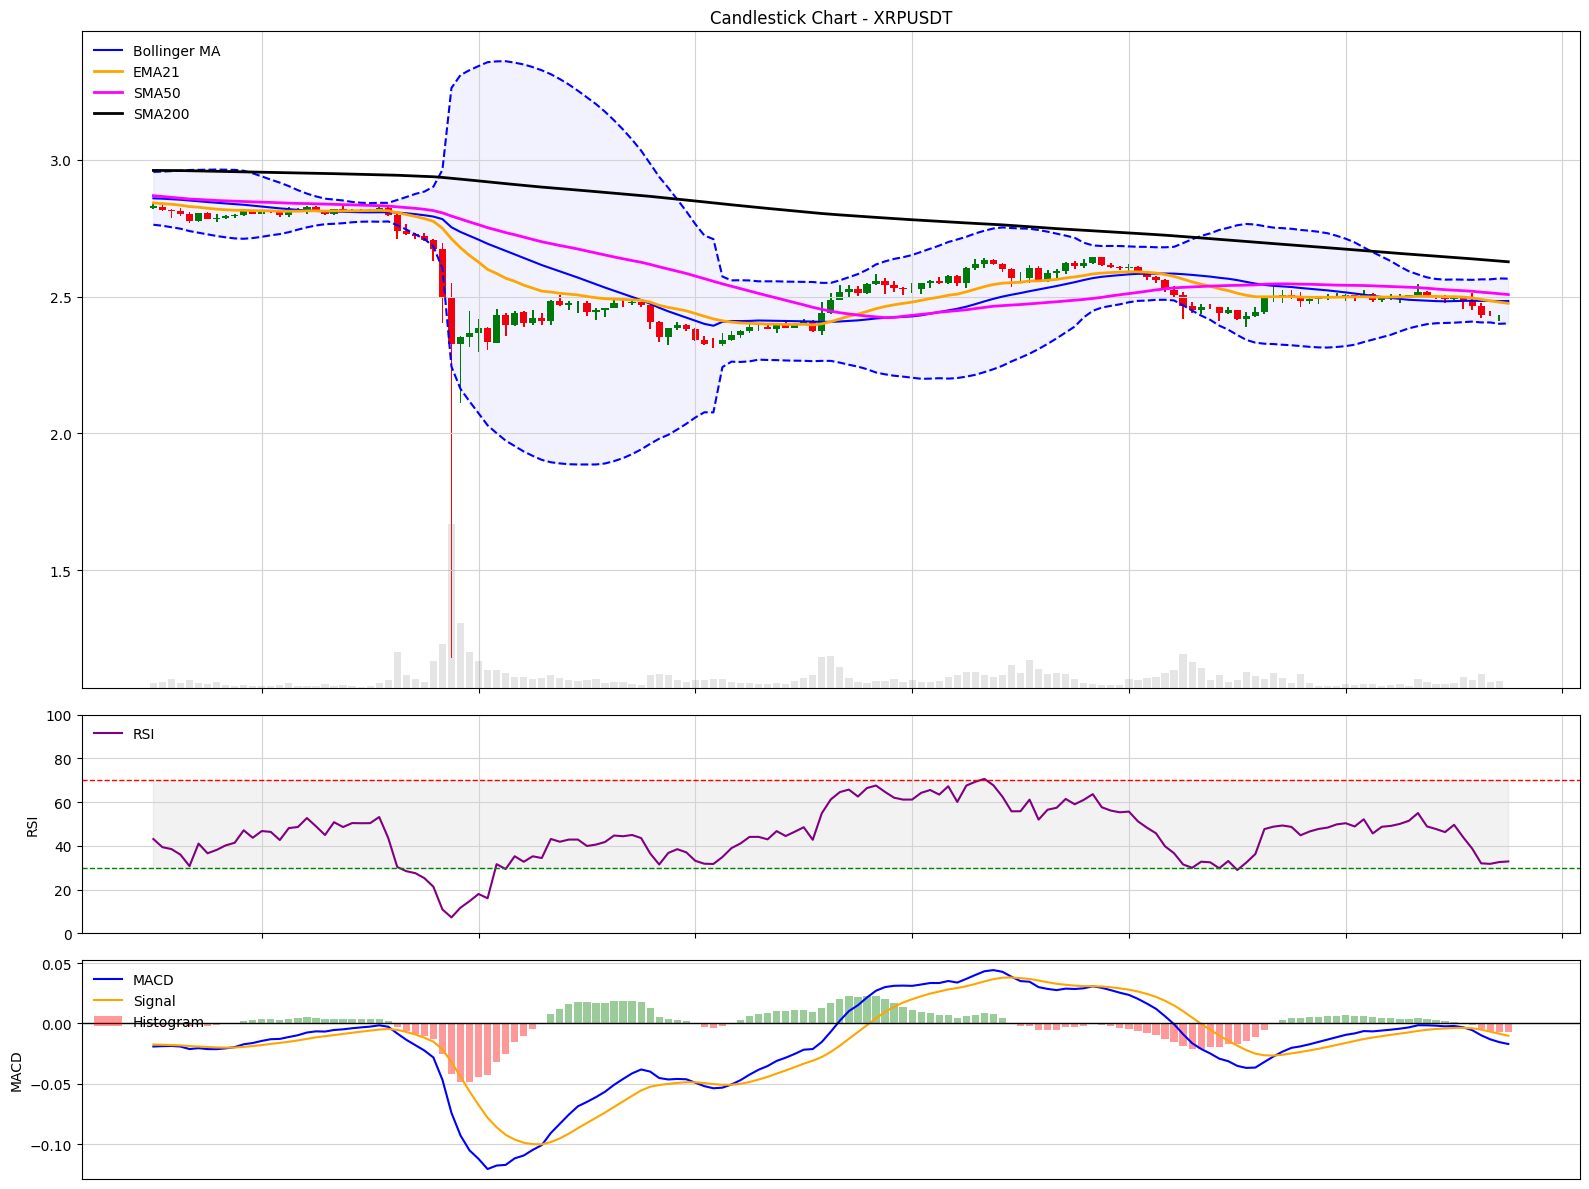 Candlestick Chart - XRPUSDT
Bollinger MA
EMA21
SMA50
SMA200
3.0
2.5
2.0
1.5
RSI
100
80
60
40
20
0
RSI
MACD
Signal
Histogram
0.05
0.00
−0.05
−0.10
MACD